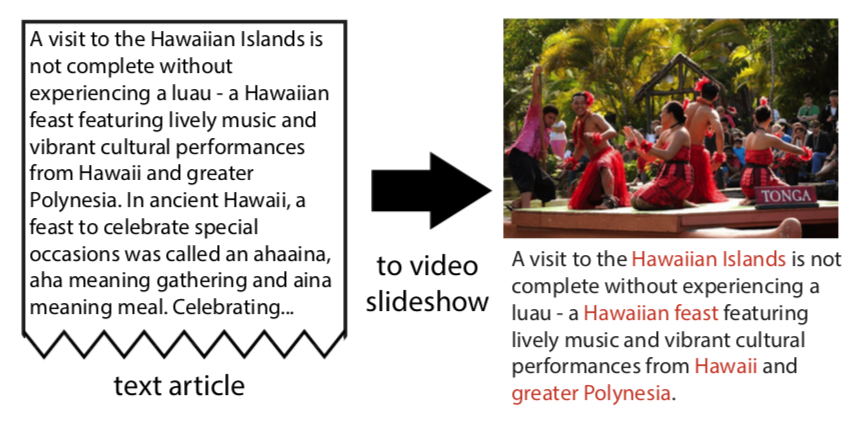 A visit to the Hawaiian Islands is
not complete without
experiencing a luau - a Hawaiian
feast featuring lively music and
vibrant cultural performances
from Hawaii and greater
Polynesia. In ancient Hawaii, a
feast to celebrate special
occasions was called an ahaaina,
aha meaning gathering and aina
meaning meal. Celebrating...
text article
to video
slideshow
TONGA
A visit to the Hawaiian Islands is not
complete without experiencing a
luau - a Hawaiian feast featuring
lively music and vibrant cultural
performances from Hawaii and
greater Polynesia.